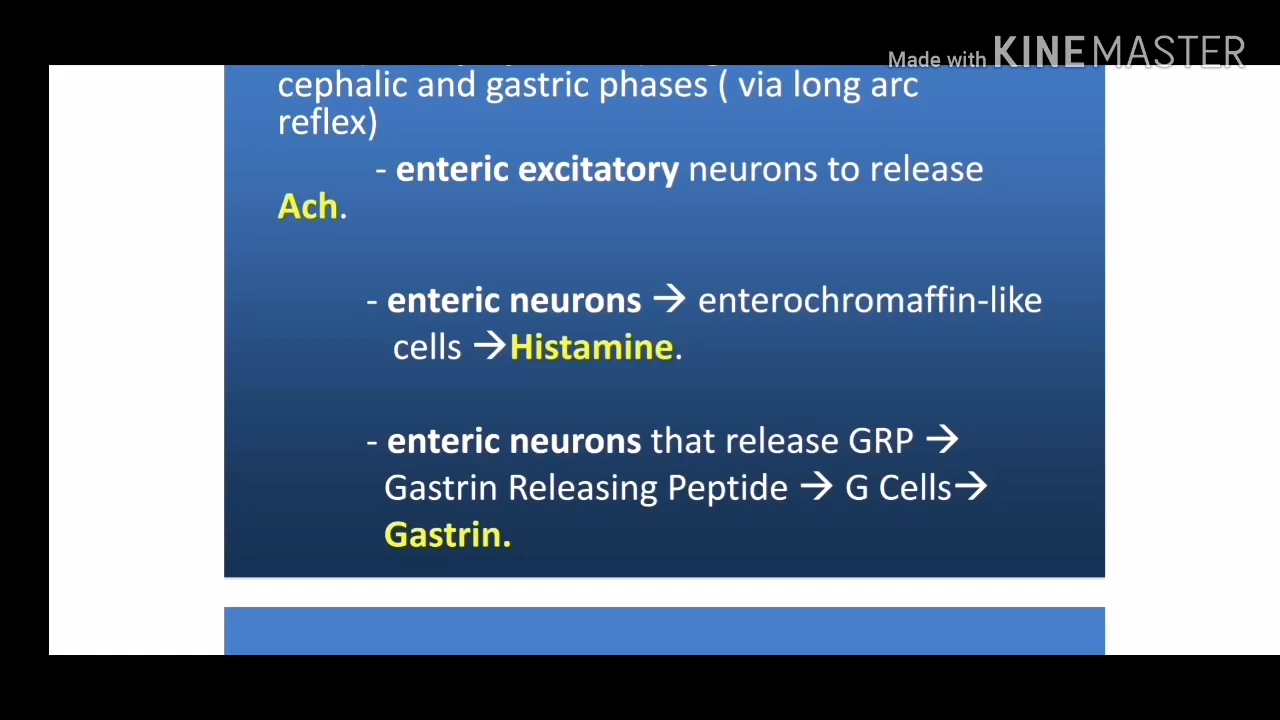 Made with KINEMASTER
cephalic and gastric phases ( via long arc
reflex)
- enteric excitatory neurons to release
Ach.
- enteric neurons → enterochromaffin-like
cells →Histamine.
- enteric neurons that release GRP →
Gastrin Releasing Peptide → G Cells→
Gastrin.